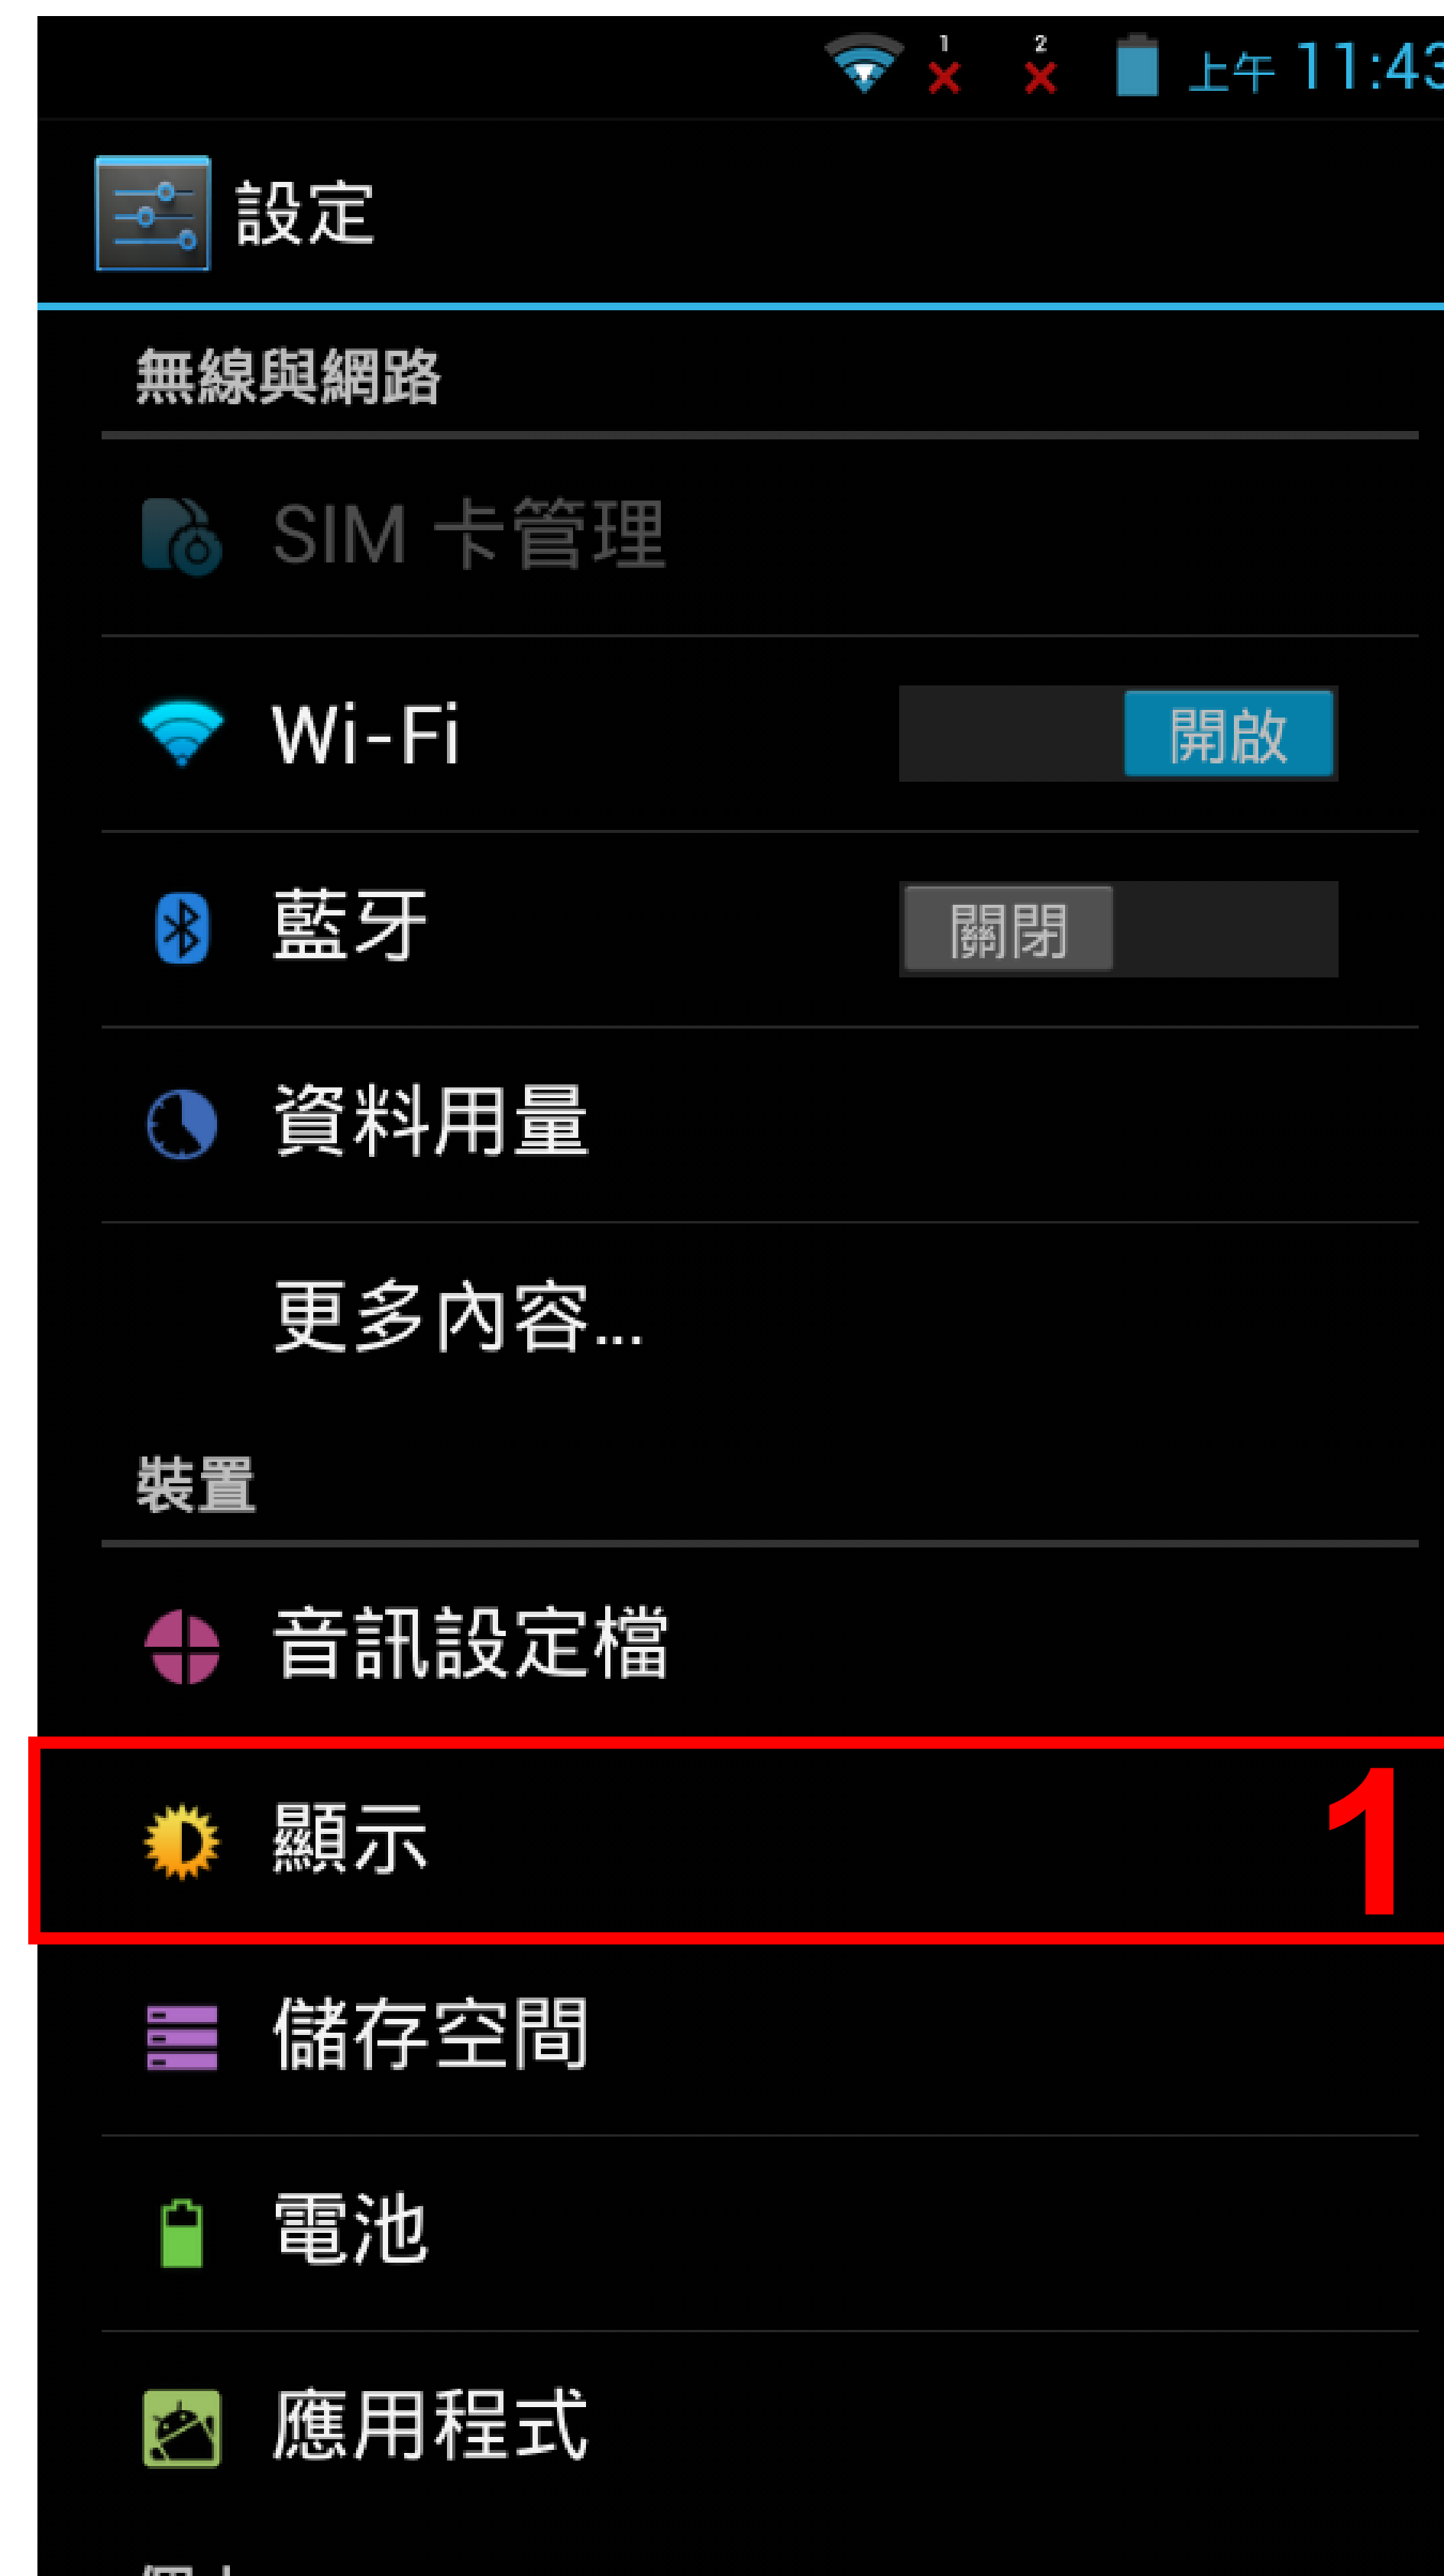 1 2 上午 11:43
設定
無線與網路
SIM 卡管理
Wi-Fi 開啟
藍牙 關閉
資料用量
更多內容...
裝置
音訊設定檔
顯示 1
儲存空間
電池
應用程式